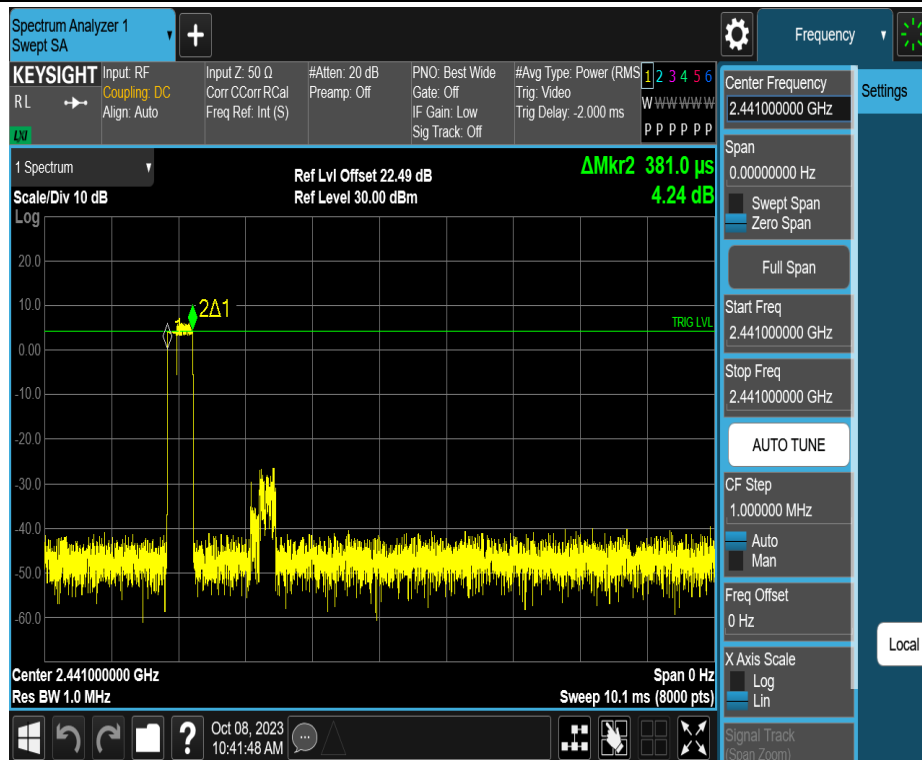 Spectrum Analyzer 1
Swept SA
+
Frequency
KEYSIGHT
RL
LXI
Input: RF
Coupling: DC
Align: Auto
Input Z: 50 Ω
Corr CCorr RCal
Freq Ref: Int (S)
#Atten: 20 dB
Preamp: Off
PNO: Best Wide
Gate: Off
IF Gain: Low
Sig Track: Off
#Avg Type: Power (RMS
Trig: Video
Trig Delay: -2.000 ms
1 2 3 4 5 6
W W W W W W
P P P P P P
1 Spectrum
Scale/Div 10 dB
Log
Ref Lvl Offset 22.49 dB
Ref Level 30.00 dBm
ΔMkr2 381.0 µs
4.24 dB
20.0
10.0
2Δ1
TRIG LVL
0.00
-10.0
-20.0
-30.0
-40.0
-50.0
-60.0
Center 2.441000000 GHz
Res BW 1.0 MHz
Span 0 Hz
Sweep 10.1 ms (8000 pts)
?
Oct 08, 2023
10:41:48 AM
Center Frequency
2.441000000 GHz
Settings
Span
0.00000000 Hz
Swept Span
Zero Span
Full Span
Start Freq
2.441000000 GHz
Stop Freq
2.441000000 GHz
AUTO TUNE
CF Step
1.000000 MHz
Auto
Man
Freq Offset
0 Hz
Local
X Axis Scale
Log
Lin
Signal Track
(Span Zoom)